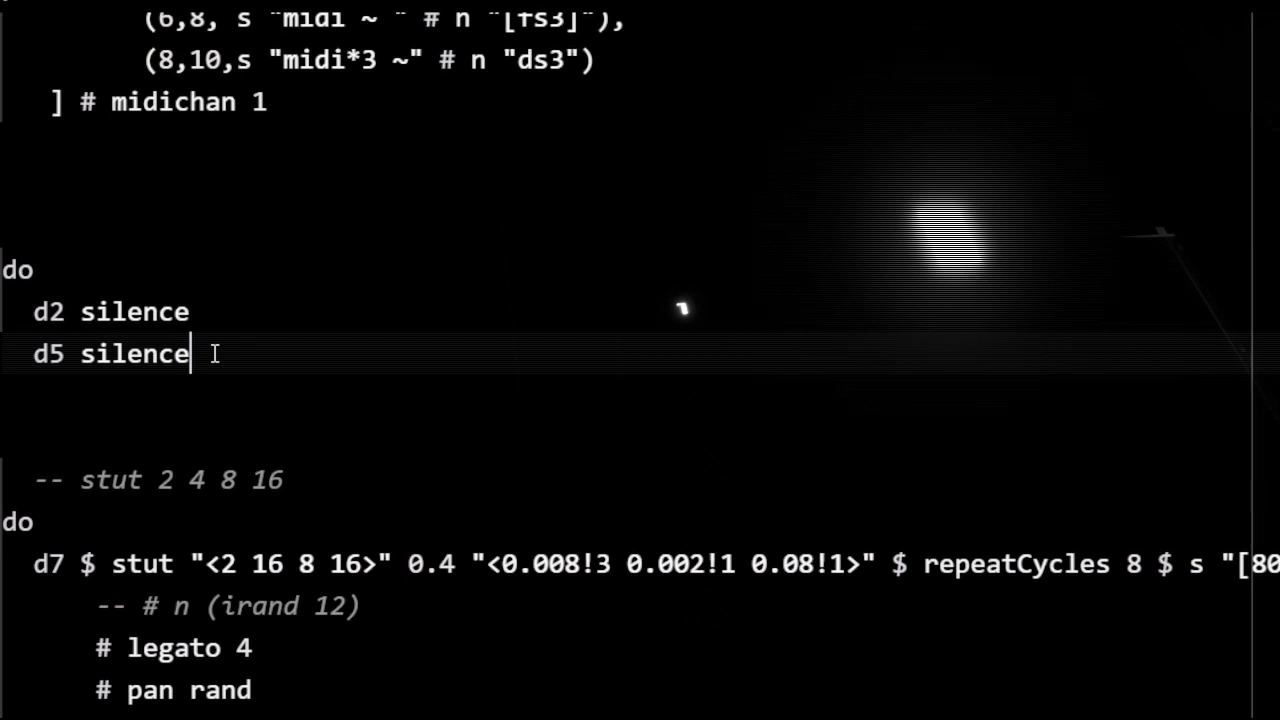 (6,8, s "midi ~ " # n "[fs3]"),
(8,10,s "midi*3 ~" # n "ds3")
] # midichan 1
do
d2 silence
d5 silence
-- stut 2 4 8 16
do
d7 $ stut "<2 16 8 16>" 0.4 "<0.008!3 0.002!1 0.08!1>" $ repeatCycles 8 $ s "[80
-- # n (irand 12)
# legato 4
# pan rand